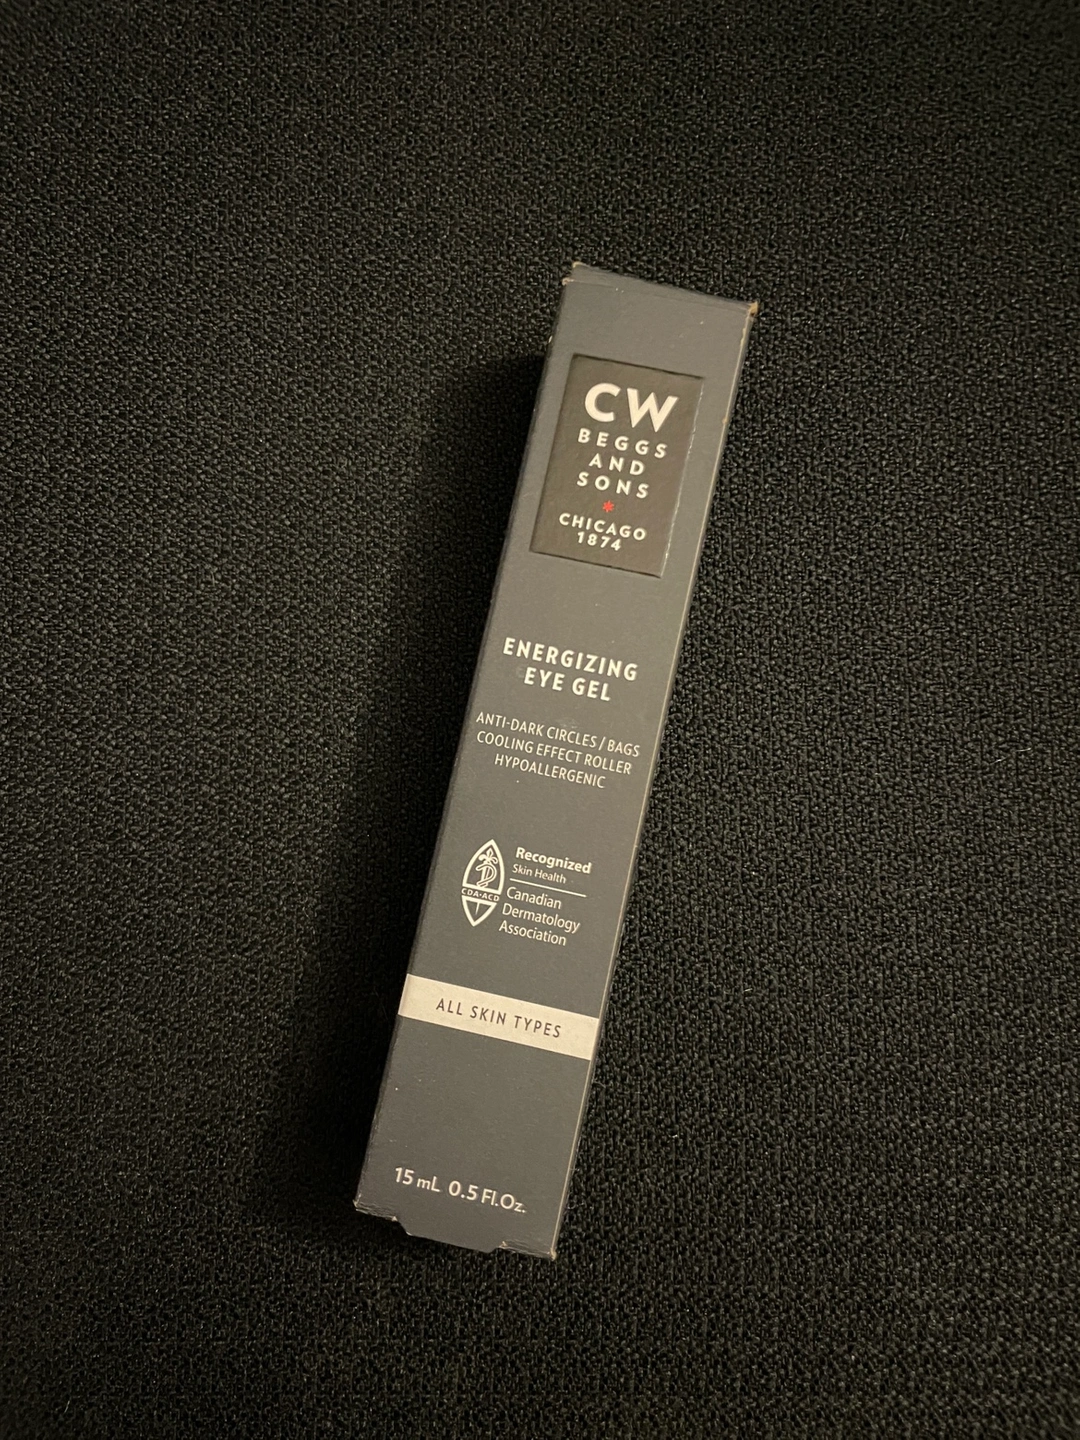 CW
BEGGS
AND
SONS
*
CHICAGO
1874
ENERGIZING
EYE GEL
ANTI-DARK CIRCLES / BAGS
COOLING EFFECT ROLLER
HYPOALLERGENIC
CDA•ACD
Recognized
Skin Health
Canadian
Dermatology
Association
ALL SKIN TYPES
15 mL 0.5 Fl.Oz.